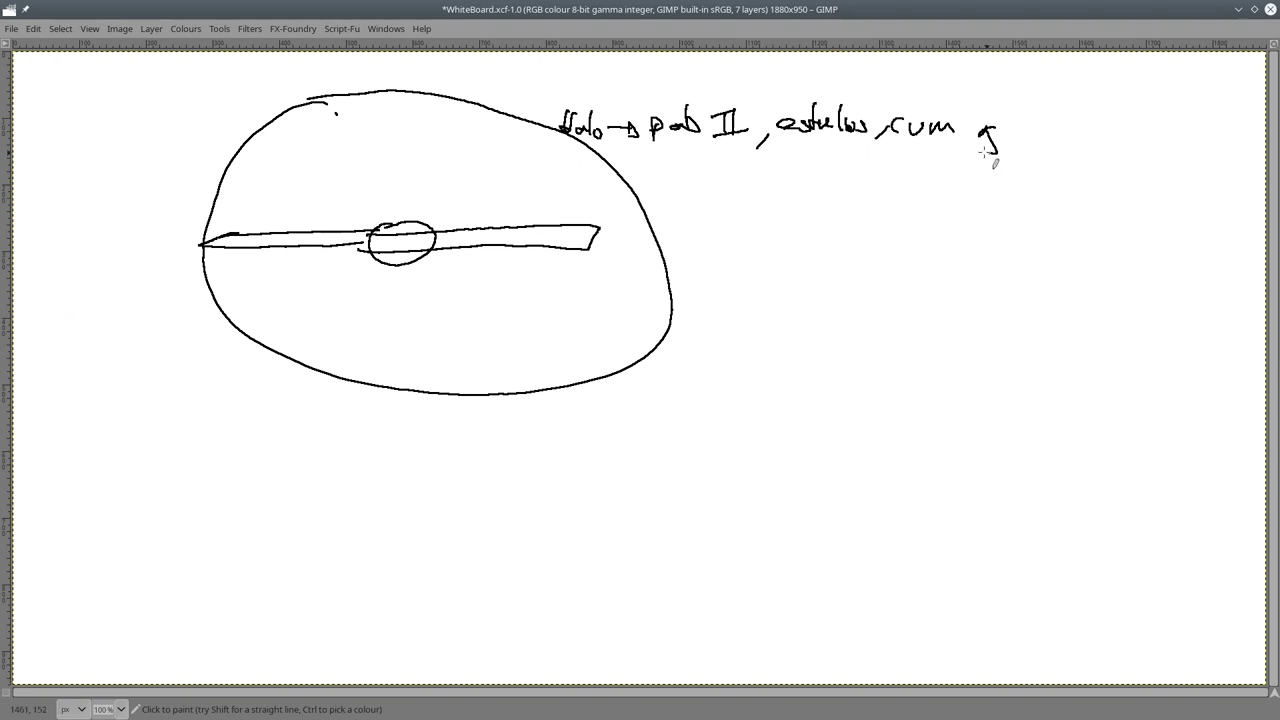 *WhiteBoard.xcf-1.0 (RGB colour 8-bit gamma integer, GIMP built-in sRGB, 7 layers) 1880x950 – GIMP
File Edit Select View Image Layer Colours Tools Filters FX-Foundry Script-Fu Windows Help
Halo → pob II, estelas, cum g
1461, 152 px 100 % Click to paint (try Shift for a straight line, Ctrl to pick a colour)